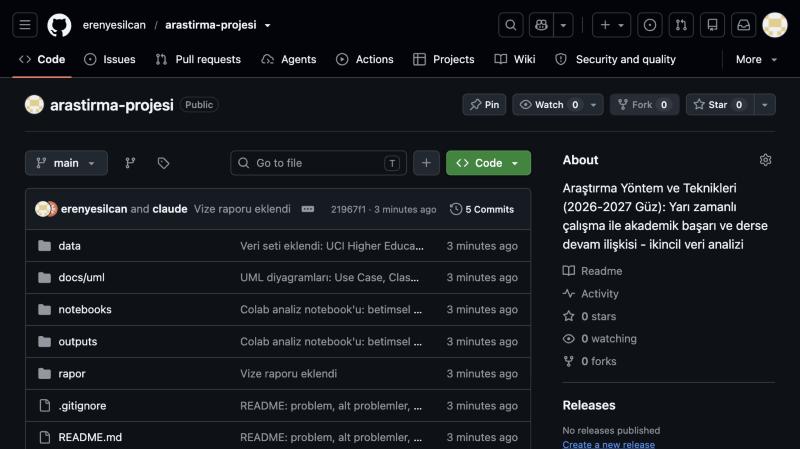 erenyesilcan / arastirma-projesi
Code Issues Pull requests Agents Actions Projects Wiki Security and quality More
arastirma-projesi Public
Pin Watch 0 Fork 0 Star 0
main
Go to file T
Code
erenyesilcan and claude Vize raporu eklendi 21967f1 · 3 minutes ago 5 Commits
data Veri seti eklendi: UCI Higher Educa... 3 minutes ago
docs/uml UML diyagramları: Use Case, Clas... 3 minutes ago
notebooks Colab analiz notebook'u: betimsel ... 3 minutes ago
outputs Colab analiz notebook'u: betimsel ... 3 minutes ago
rapor Vize raporu eklendi 3 minutes ago
.gitignore README: problem, alt problemler, ... 3 minutes ago
README.md README: problem, alt problemler, ... 3 minutes ago
About
Araştırma Yöntem ve Teknikleri
(2026-2027 Güz): Yarı zamanlı
çalışma ile akademik başarı ve derse
devam ilişkisi - ikincil veri analizi
Readme
Activity
0 stars
0 watching
0 forks
Releases
No releases published
Create a new release